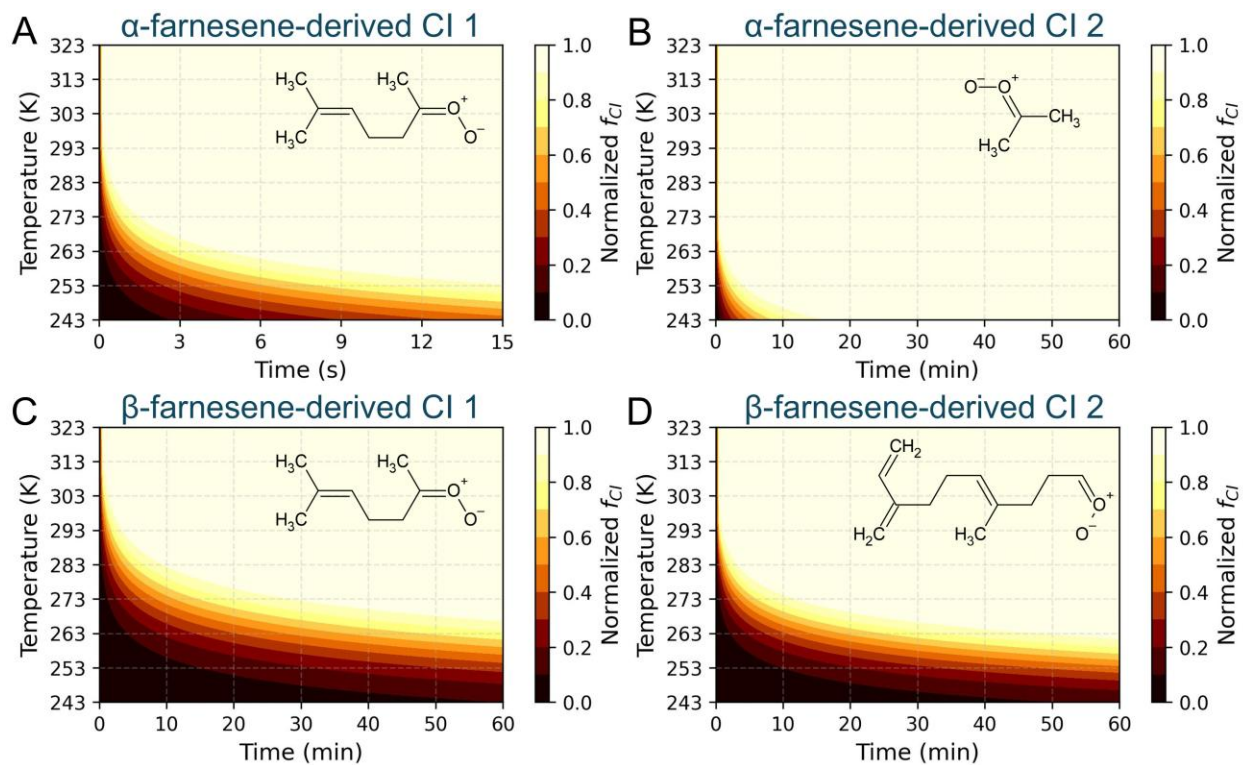 A
α-farnesene-derived CI 1
323
313
303
293
283
273
263
253
243
Temperature (K)
0
3
6
9
12
15
Time (s)
H₃C
H₃C
H₃C
O⁺
O⁻
1.0
0.8
0.6
0.4
0.2
0.0
Normalized f_CI
B
α-farnesene-derived CI 2
323
313
303
293
283
273
263
253
243
Temperature (K)
0
10
20
30
40
50
60
Time (min)
O⁻
O⁺
CH₃
H₃C
1.0
0.8
0.6
0.4
0.2
0.0
Normalized f_CI
C
β-farnesene-derived CI 1
323
313
303
293
283
273
263
253
243
Temperature (K)
0
10
20
30
40
50
60
Time (min)
H₃C
H₃C
H₃C
O⁺
O⁻
1.0
0.8
0.6
0.4
0.2
0.0
Normalized f_CI
D
β-farnesene-derived CI 2
323
313
303
293
283
273
263
253
243
Temperature (K)
0
10
20
30
40
50
60
Time (min)
CH₂
H₂C
H₃C
O⁺
O⁻
1.0
0.8
0.6
0.4
0.2
0.0
Normalized f_CI